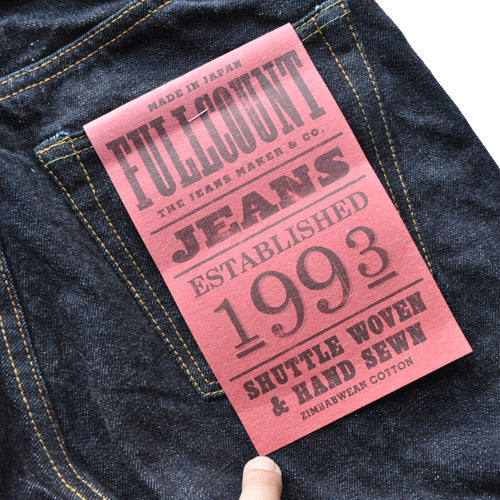 MADE IN JAPAN
FULLCOUNT
THE JEANS MAKER & CO.
JEANS
ESTABLISHED
1993
SHUTTLE WOVEN
& HAND SEWN
ZIMBABWEAN COTTON